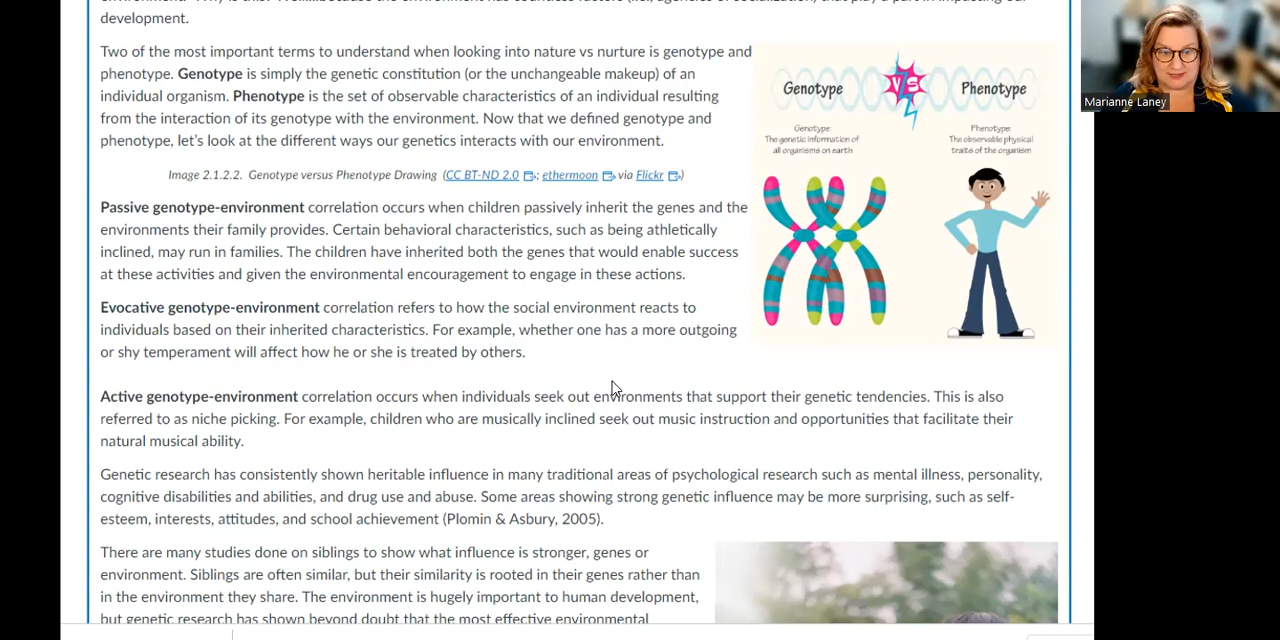 development.
Two of the most important terms to understand when looking into nature vs nurture is genotype and
phenotype. Genotype is simply the genetic constitution (or the unchangeable makeup) of an
individual organism. Phenotype is the set of observable characteristics of an individual resulting
from the interaction of its genotype with the environment. Now that we defined genotype and
phenotype, let's look at the different ways our genetics interacts with our environment.
Image 2.1.2.2. Genotype versus Phenotype Drawing (CC BT-ND 2.0 ; ethermoon via Flickr )
Genotype VS Phenotype
Genotype:
The genetic information of
all organisms on earth
Phenotype:
The observable physical
traits of the organism
Passive genotype-environment correlation occurs when children passively inherit the genes and the
environments their family provides. Certain behavioral characteristics, such as being athletically
inclined, may run in families. The children have inherited both the genes that would enable success
at these activities and given the environmental encouragement to engage in these actions.
Evocative genotype-environment correlation refers to how the social environment reacts to
individuals based on their inherited characteristics. For example, whether one has a more outgoing
or shy temperament will affect how he or she is treated by others.
Active genotype-environment correlation occurs when individuals seek out environments that support their genetic tendencies. This is also
referred to as niche picking. For example, children who are musically inclined seek out music instruction and opportunities that facilitate their
natural musical ability.
Genetic research has consistently shown heritable influence in many traditional areas of psychological research such as mental illness, personality,
cognitive disabilities and abilities, and drug use and abuse. Some areas showing strong genetic influence may be more surprising, such as self-
esteem, interests, attitudes, and school achievement (Plomin & Asbury, 2005).
There are many studies done on siblings to show what influence is stronger, genes or
environment. Siblings are often similar, but their similarity is rooted in their genes rather than
in the environment they share. The environment is hugely important to human development,
but genetic research has shown beyond doubt that the most effective environmental
Marianne Laney